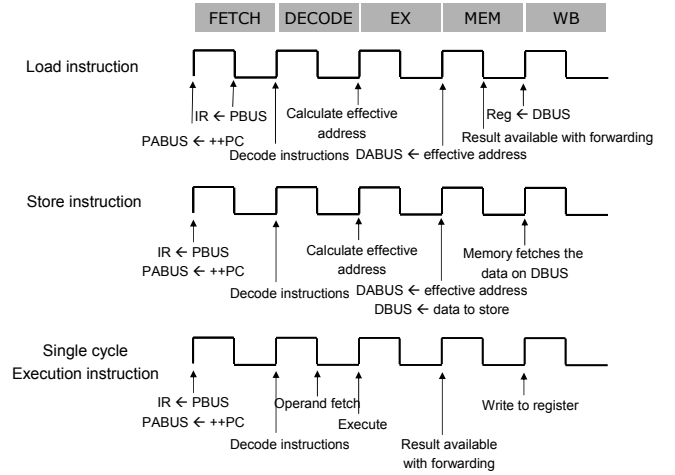 FETCH DECODE EX MEM WB
Load instruction
IR ← PBUS
Calculate effective
address
Reg ← DBUS
PABUS ← ++PC
Result available with forwarding
Decode instructions
DABUS ← effective address
Store instruction
IR ← PBUS
PABUS ← ++PC
Calculate effective
address
Memory fetches the
data on DBUS
Decode instructions
DABUS ← effective address
DBUS ← data to store
Single cycle
Execution instruction
IR ← PBUS
PABUS ← ++PC
Operand fetch
Write to register
Execute
Decode instructions
Result available
with forwarding